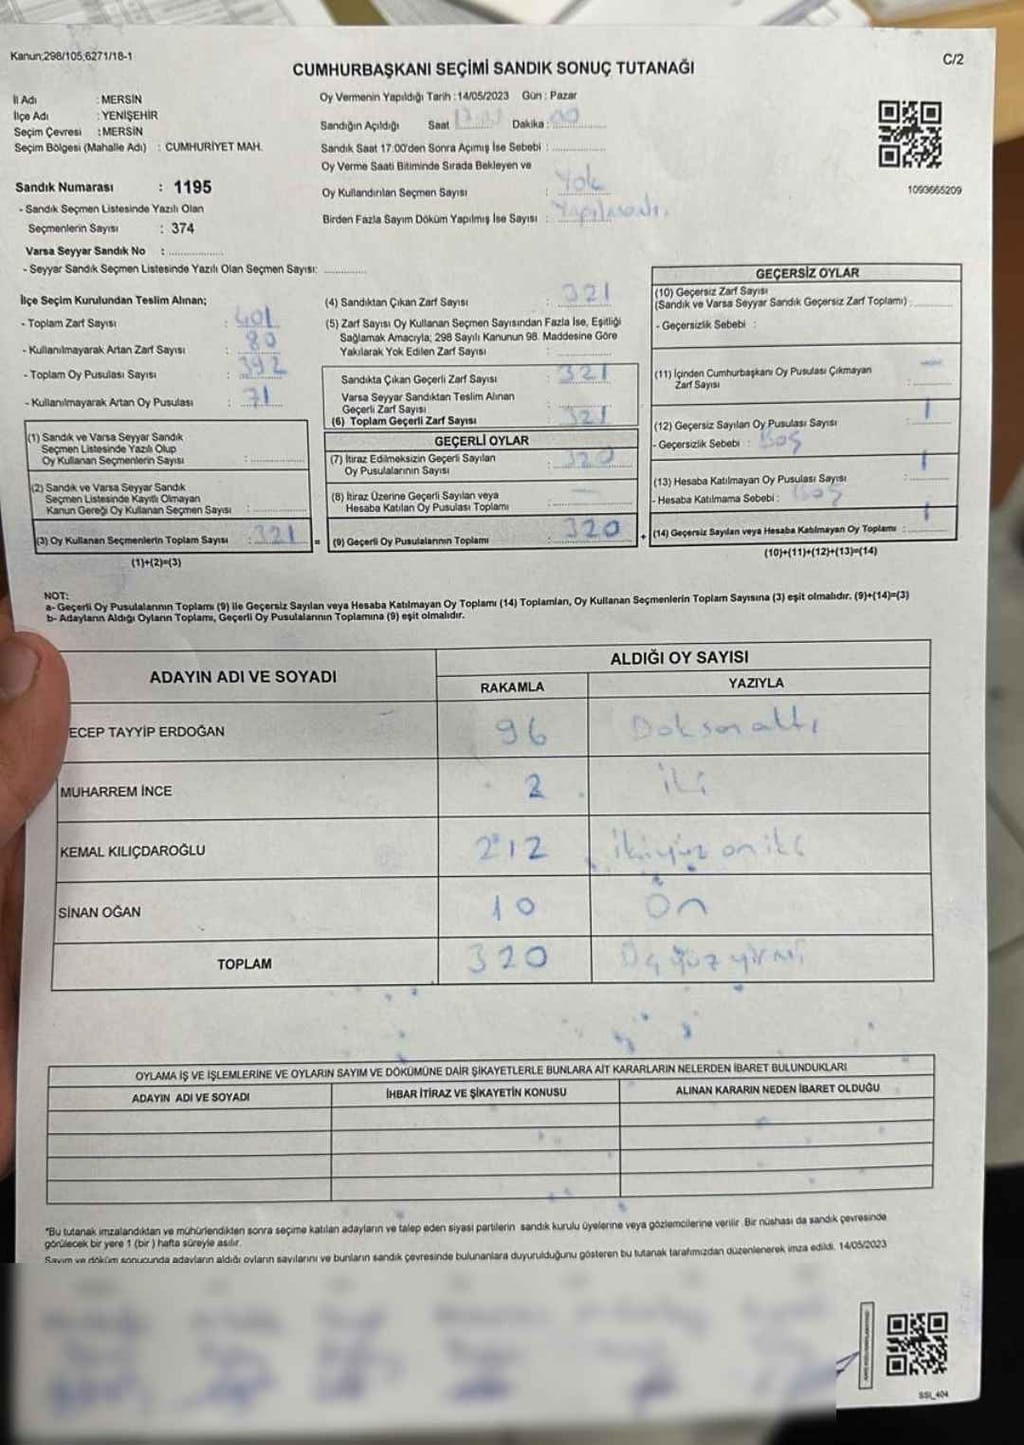 Kanun;298/105,6271/18-1
C/2
CUMHURBAŞKANI SEÇİMİ SANDIK SONUÇ TUTANAĞI
İl Adı : MERSİN
İlçe Adı : YENİŞEHİR
Seçim Çevresi : MERSİN
Seçim Bölgesi (Mahalle Adı) : CUMHURİYET MAH.
Sandık Numarası : 1195
- Sandık Seçmen Listesinde Yazılı Olan
Seçmenlerin Sayısı : 374
Varsa Seyyar Sandık No :
- Seyyar Sandık Seçmen Listesinde Yazılı Olan Seçmen Sayısı:
Oy Vermenin Yapıldığı Tarih :14/05/2023 Gün : Pazar
Sandığın Açıldığı Saat Dakika : 00
Sandık Saat 17:00'den Sonra Açımış İse Sebebi :
Oy Verme Saati Bitiminde Sırada Bekleyen ve
Oy Kullandırılan Seçmen Sayısı : Yok
Birden Fazla Sayım Döküm Yapılmış İse Sayısı : Yapılmadı.
1093665209
İlçe Seçim Kurulundan Teslim Alınan;
- Toplam Zarf Sayısı : 401
- Kullanılmayarak Artan Zarf Sayısı : 80
- Toplam Oy Pusulası Sayısı : 392
- Kullanılmayarak Artan Oy Pusulası : 71
(1) Sandık ve Varsa Seyyar Sandık
Seçmen Listesinde Yazılı Olup
Oy Kullanan Seçmenlerin Sayısı :
(2) Sandık ve Varsa Seyyar Sandık
Seçmen Listesinde Kayıtlı Olmayan
Kanun Gereği Oy Kullanan Seçmen Sayısı :
(3) Oy Kullanan Seçmenlerin Toplam Sayısı : 321
(1)+(2)=(3)
(4) Sandıktan Çıkan Zarf Sayısı : 321
(5) Zarf Sayısı Oy Kullanan Seçmen Sayısından Fazla İse, Eşitliği
Sağlamak Amacıyla; 298 Sayılı Kanunun 98. Maddesine Göre
Yakılarak Yok Edilen Zarf Sayısı :
Sandıkta Çıkan Geçerli Zarf Sayısı : 321
Varsa Seyyar Sandıktan Teslim Alınan
Geçerli Zarf Sayısı :
(6) Toplam Geçerli Zarf Sayısı : 321
GEÇERLİ OYLAR
(7) İtiraz Edilmeksizin Geçerli Sayılan
Oy Pusulalarının Sayısı : 320
(8) İtiraz Üzerine Geçerli Sayılan veya
Hesaba Katılan Oy Pusulası Toplamı : —
= (9) Geçerli Oy Pusulalarının Toplamı : 320
GEÇERSİZ OYLAR
(10) Geçersiz Zarf Sayısı
(Sandık ve Varsa Seyyar Sandık Geçersiz Zarf Toplamı) :
- Geçersizlik Sebebi :
(11) İçinden Cumhurbaşkanı Oy Pusulası Çıkmayan
Zarf Sayısı : —
(12) Geçersiz Sayılan Oy Pusulası Sayısı : 1
- Geçersizlik Sebebi : Boş
(13) Hesaba Katılmayan Oy Pusulası Sayısı : 1
- Hesaba Katılmama Sebebi : Boş
+ (14) Geçersiz Sayılan veya Hesaba Katılmayan Oy Toplamı : 1
(10)+(11)+(12)+(13)=(14)
NOT:
a- Geçerli Oy Pusulalarının Toplamı (9) ile Geçersiz Sayılan veya Hesaba Katılmayan Oy Toplamı (14) Toplamları, Oy Kullanan Seçmenlerin Toplam Sayısına (3) eşit olmalıdır. (9)+(14)=(3)
b- Adayların Aldığı Oyların Toplamı, Geçerli Oy Pusulalarının Toplamına (9) eşit olmalıdır.
ADAYIN ADI VE SOYADI
ALDIĞI OY SAYISI
RAKAMLA YAZIYLA
ECEP TAYYİP ERDOĞAN 96 Doksan altı
MUHARREM İNCE 2 iki
KEMAL KILIÇDAROĞLU 212 ikiyüz on iki
SİNAN OĞAN 10 On
TOPLAM 320 Üç yüz yirmi
OYLAMA İŞ VE İŞLEMLERİNE VE OYLARIN SAYIM VE DÖKÜMÜNE DAİR ŞİKAYETLERLE BUNLARA AİT KARARLARIN NELERDEN İBARET BULUNDUKLARI
ADAYIN ADI VE SOYADI İHBAR İTİRAZ VE ŞİKAYETİN KONUSU ALINAN KARARIN NEDEN İBARET OLDUĞU
*Bu tutanak imzalandıktan ve mühürlendikten sonra seçime katılan adayların ve talep eden siyasi partilerin sandık kurulu üyelerine veya gözlemcilerine verilir. Bir nüshası da sandık çevresinde
görülecek bir yere 1 (bir ) hafta süreyle asılır.
Sayım ve döküm sonucunda adayların aldığı oyların sayılarını ve bunların sandık çevresinde bulunanlara duyurulduğunu gösteren bu tutanak tarafımızdan düzenlenerek imza edildi. 14/05/2023
SSI_404